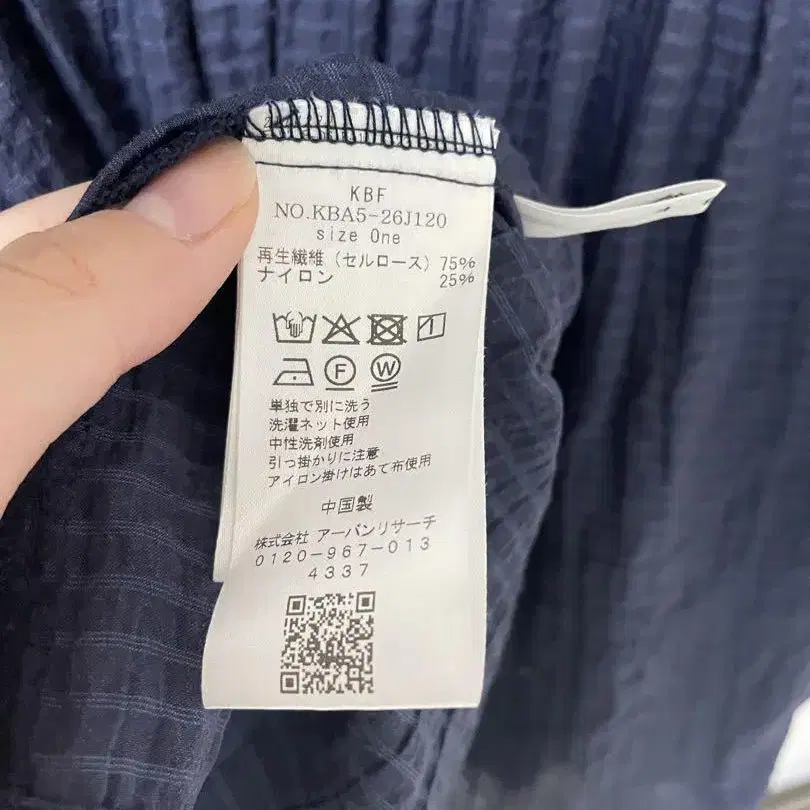 KBF
NO.KBA5-26J120
size One
再生繊維（セルロース）75%
ナイロン 25%
F W
単独で別に洗う
洗濯ネット使用
中性洗剤使用
引っ掛かりに注意
アイロン掛けはあて布使用
中国製
株式会社 アーバンリサーチ
0120-967-013
4337